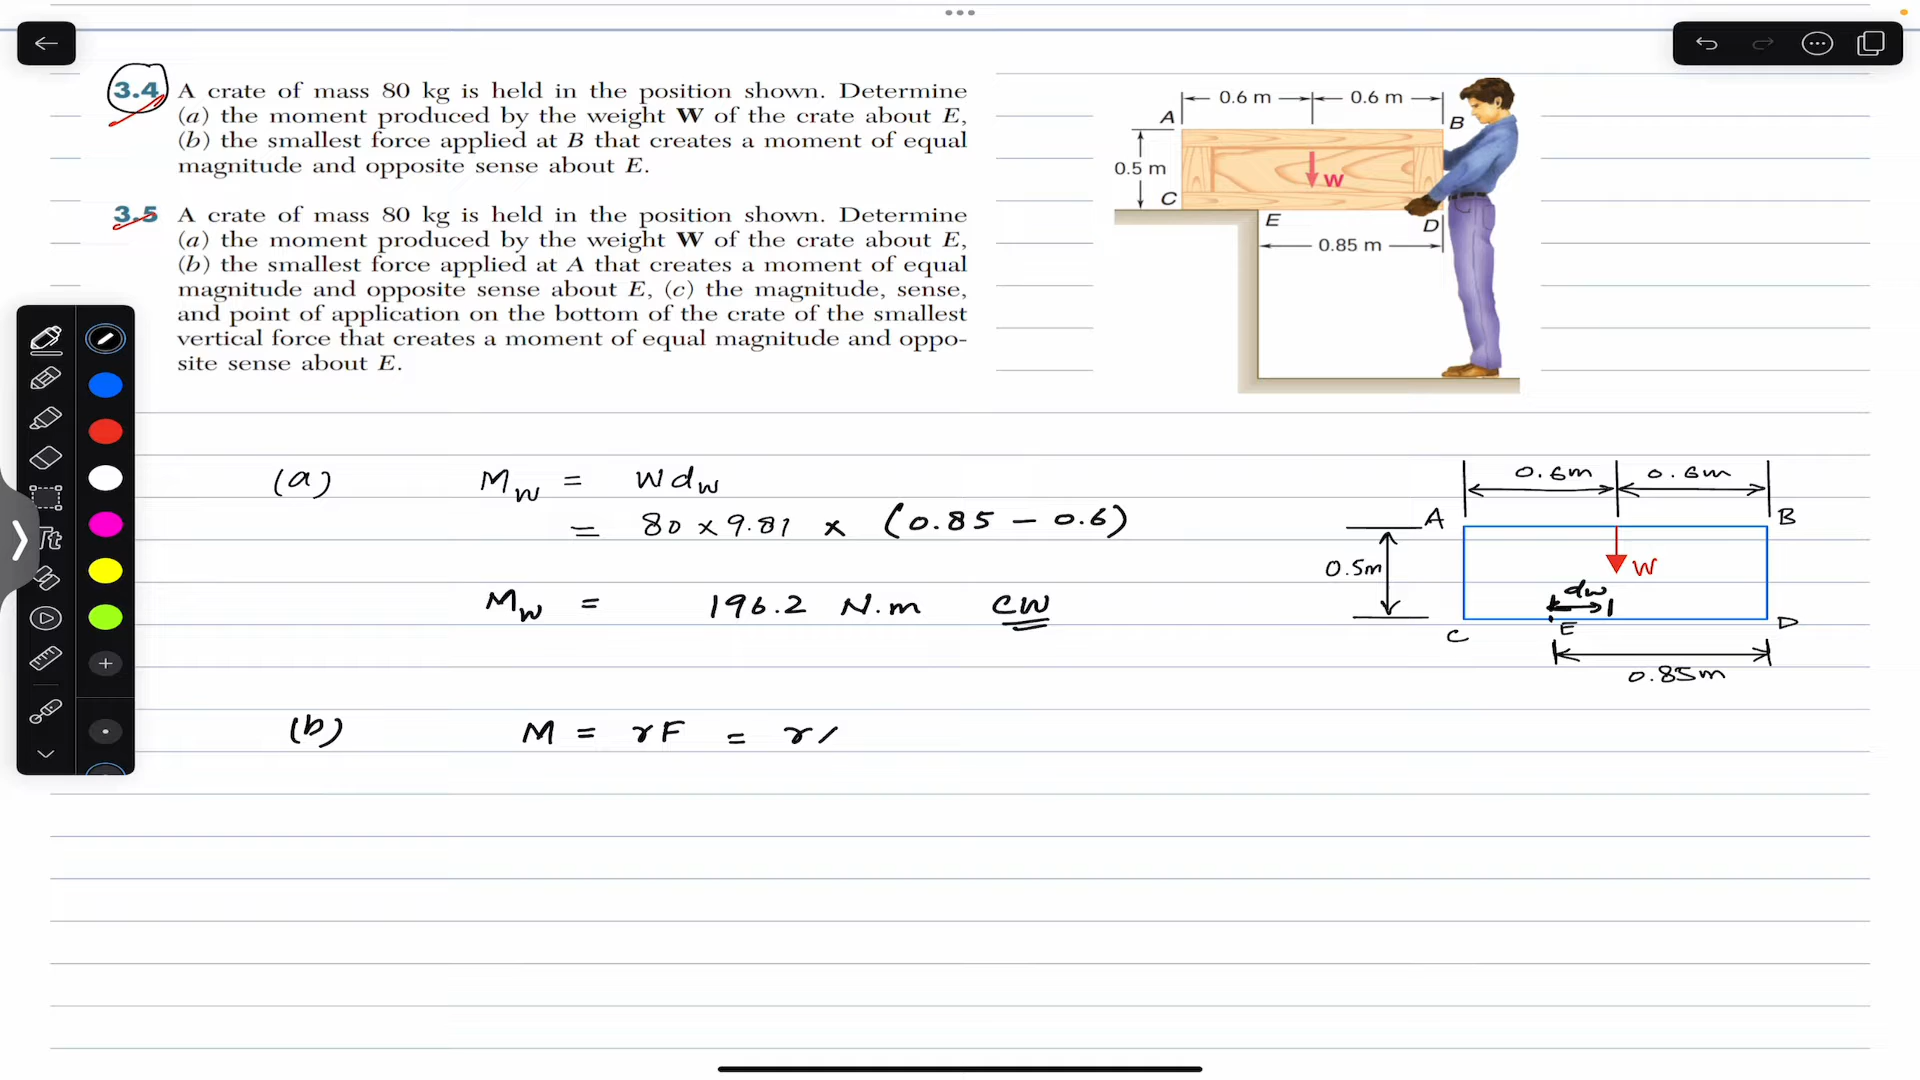 3.4 A crate of mass 80 kg is held in the position shown. Determine
(a) the moment produced by the weight W of the crate about E,
(b) the smallest force applied at B that creates a moment of equal
magnitude and opposite sense about E.
3.5 A crate of mass 80 kg is held in the position shown. Determine
(a) the moment produced by the weight W of the crate about E,
(b) the smallest force applied at A that creates a moment of equal
magnitude and opposite sense about E, (c) the magnitude, sense,
and point of application on the bottom of the crate of the smallest
vertical force that creates a moment of equal magnitude and oppo-
site sense about E.
0.6 m 0.6 m
A B
0.5 m
W
C E D
0.85 m
Tt
(a) Mw = Wdw
= 80 × 9.81 × (0.85 − 0.6)
Mw = 196.2 N.m CW
0.6m 0.6m
A B
0.5m W
dw
C E D
0.85m
(b) M = rF = r